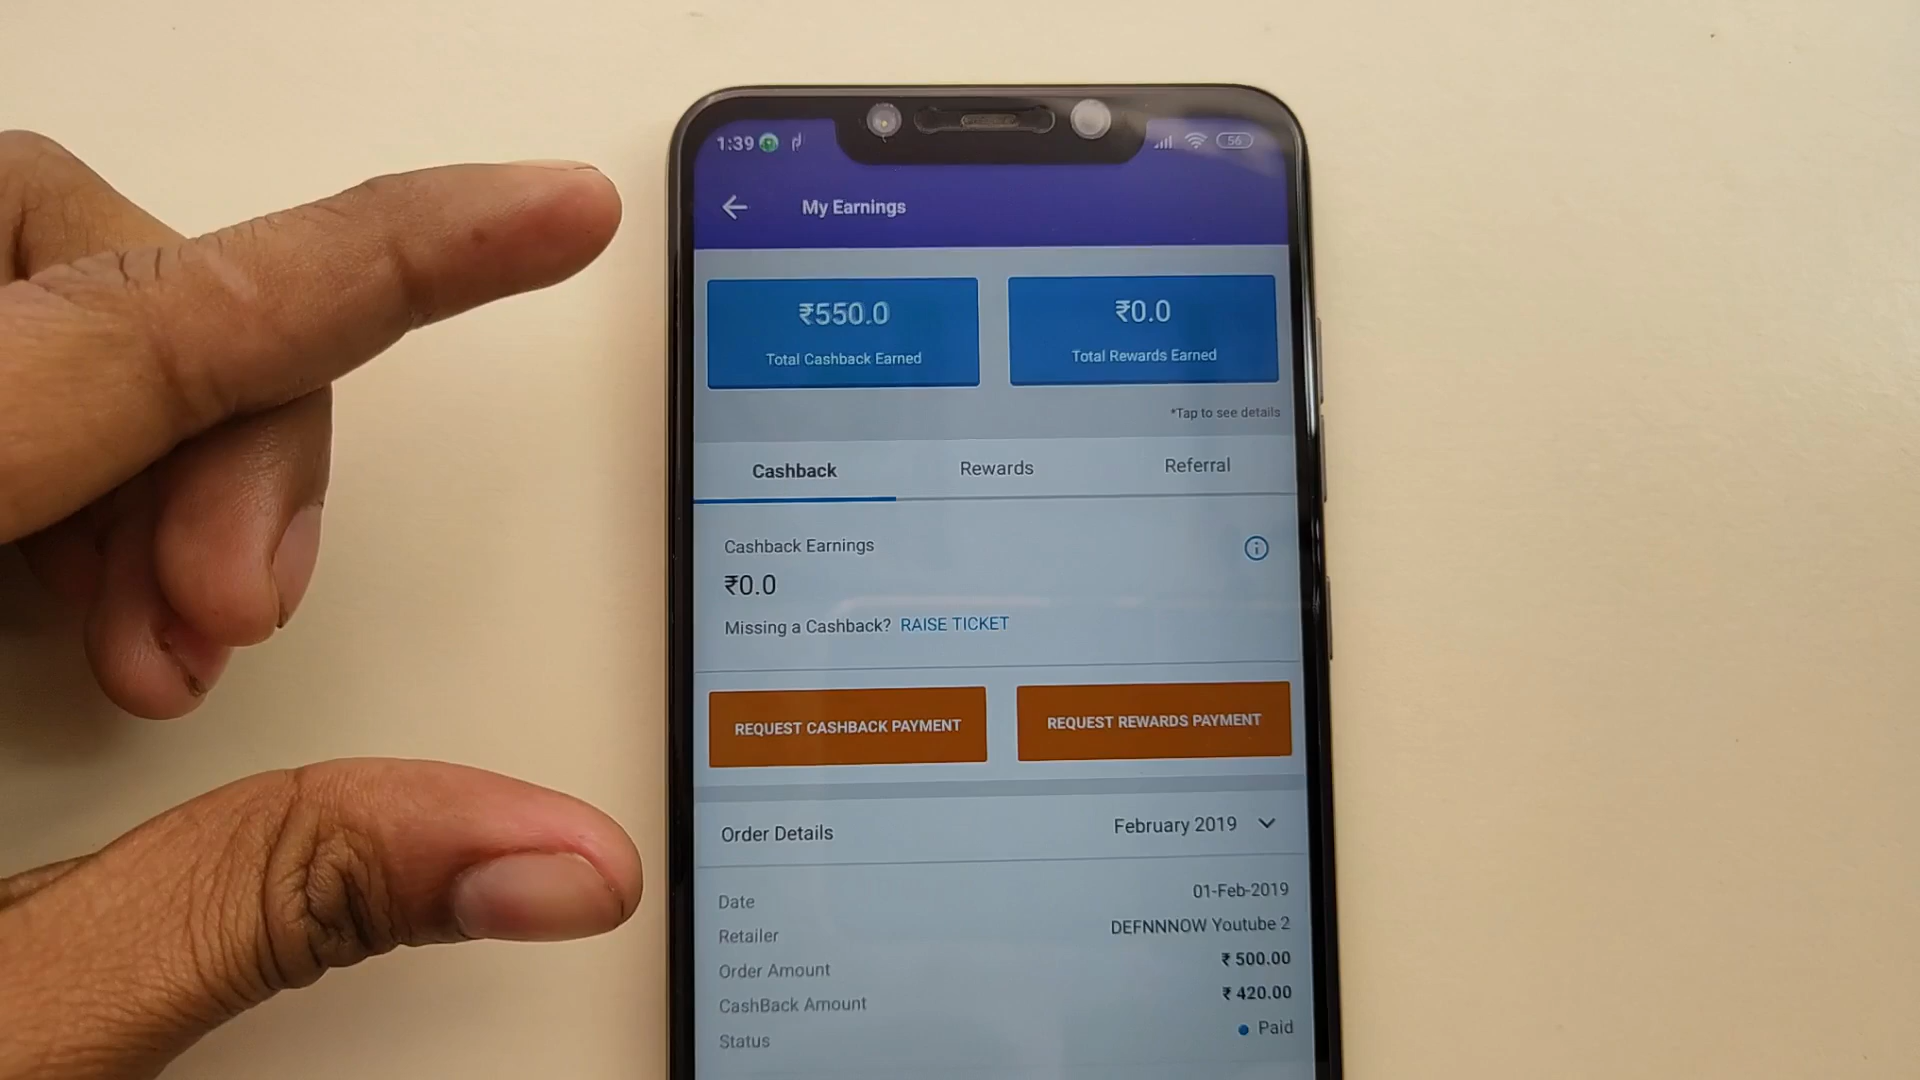 1:39
56
My Earnings
₹550.0
Total Cashback Earned
₹0.0
Total Rewards Earned
*Tap to see details
Cashback Rewards Referral
Cashback Earnings
₹0.0
Missing a Cashback? RAISE TICKET
REQUEST CASHBACK PAYMENT
REQUEST REWARDS PAYMENT
Order Details February 2019
Date 01-Feb-2019
Retailer DEFNNNOW Youtube 2
Order Amount ₹ 500.00
CashBack Amount ₹ 420.00
Status Paid